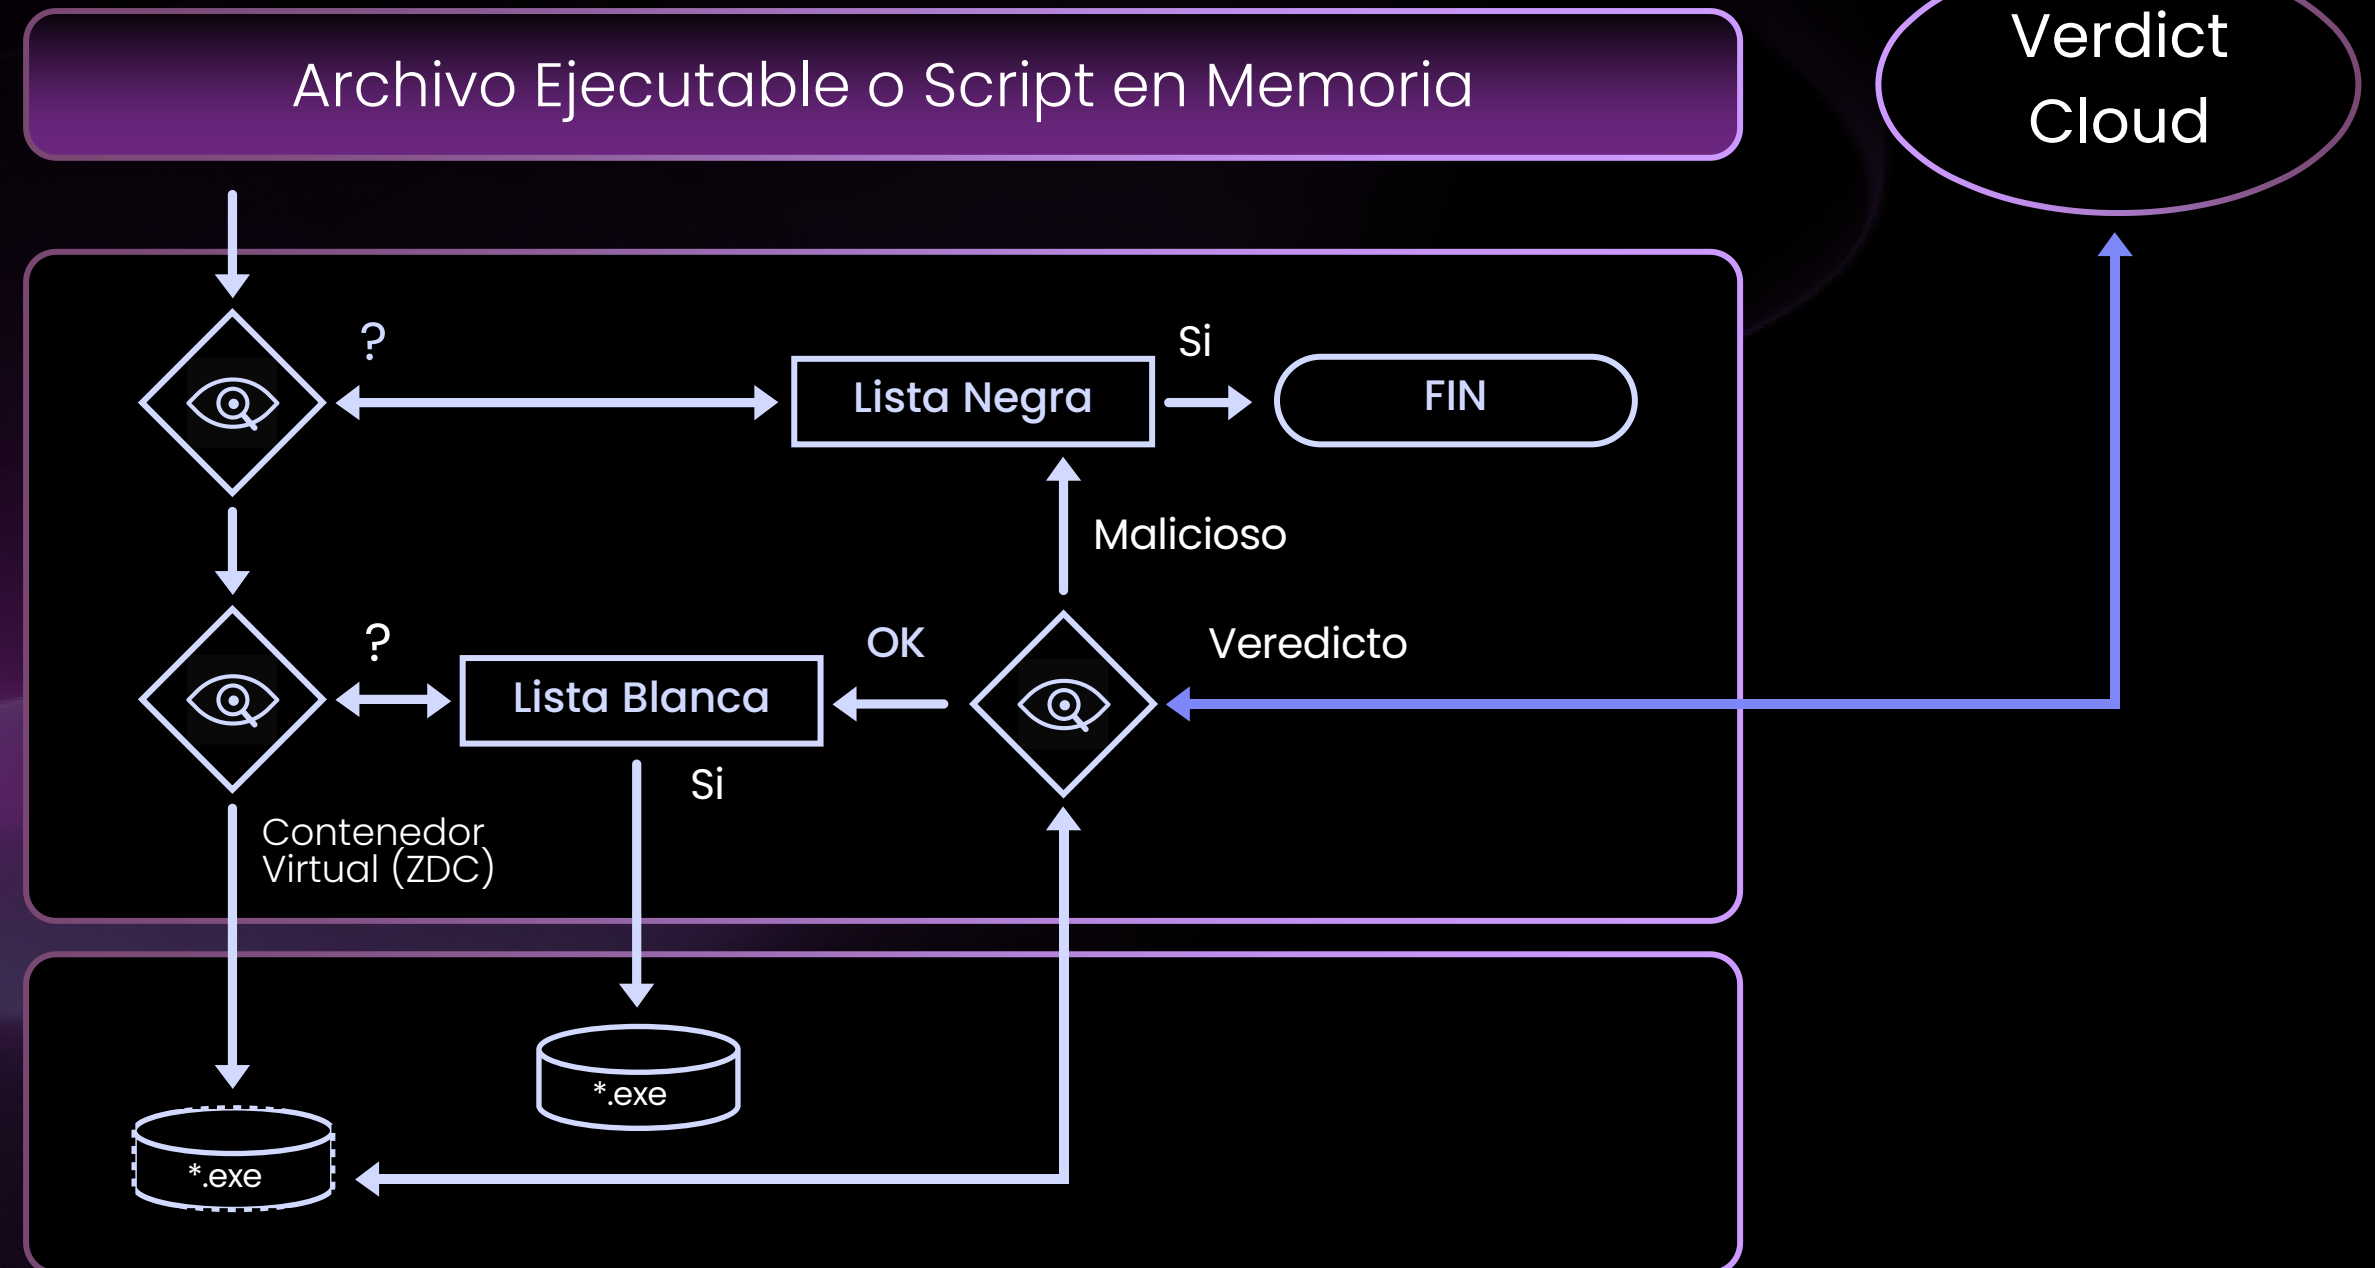 Archivo Ejecutable o Script en Memoria
Verdict
Cloud
?
Lista Negra
Si
FIN
Malicioso
?
Lista Blanca
OK
Veredicto
Si
Contenedor
Virtual (ZDC)
*.exe
*.exe